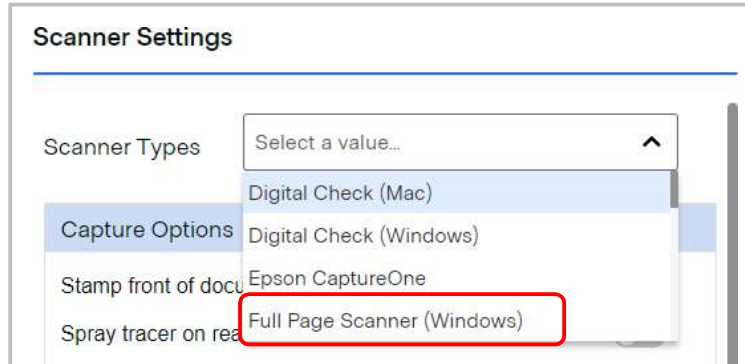 Scanner Settings
Scanner Types
Select a value...
Digital Check (Mac)
Capture Options
Digital Check (Windows)
Stamp front of docu
Epson CaptureOne
Spray tracer on rea
Full Page Scanner (Windows)